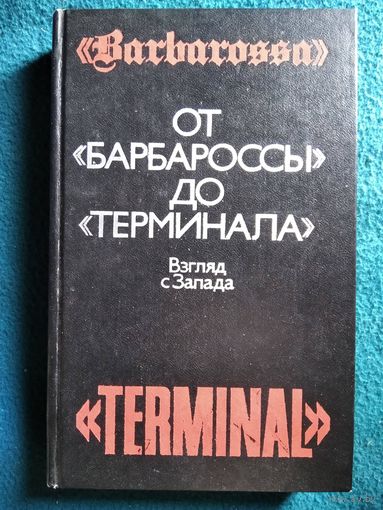 «Barbarossa»
ОТ
«БАРБАРОССЫ»
ДО
«ТЕРМИНАЛА»
Взгляд
с Запада
«TERMINAL»